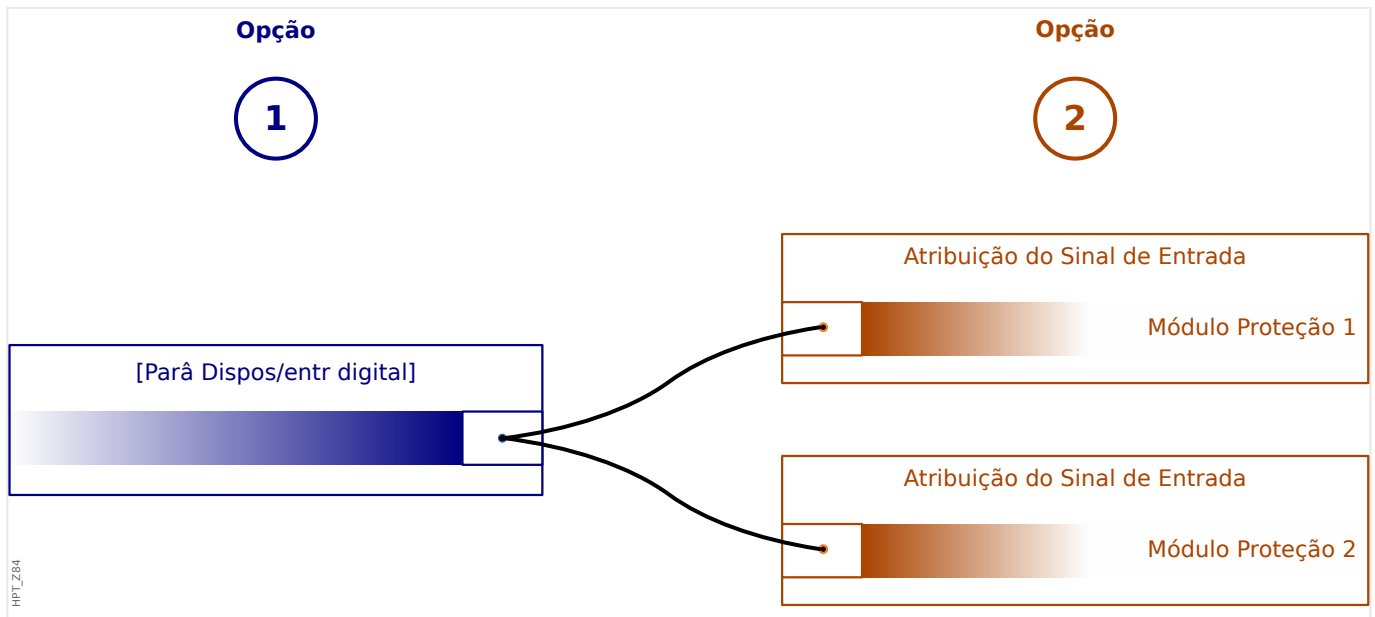 Opção
1
Opção
2
[Parâ Dispos/entr digital]
Atribuição do Sinal de Entrada
Módulo Proteção 1
Atribuição do Sinal de Entrada
Módulo Proteção 2
HPT_Z84